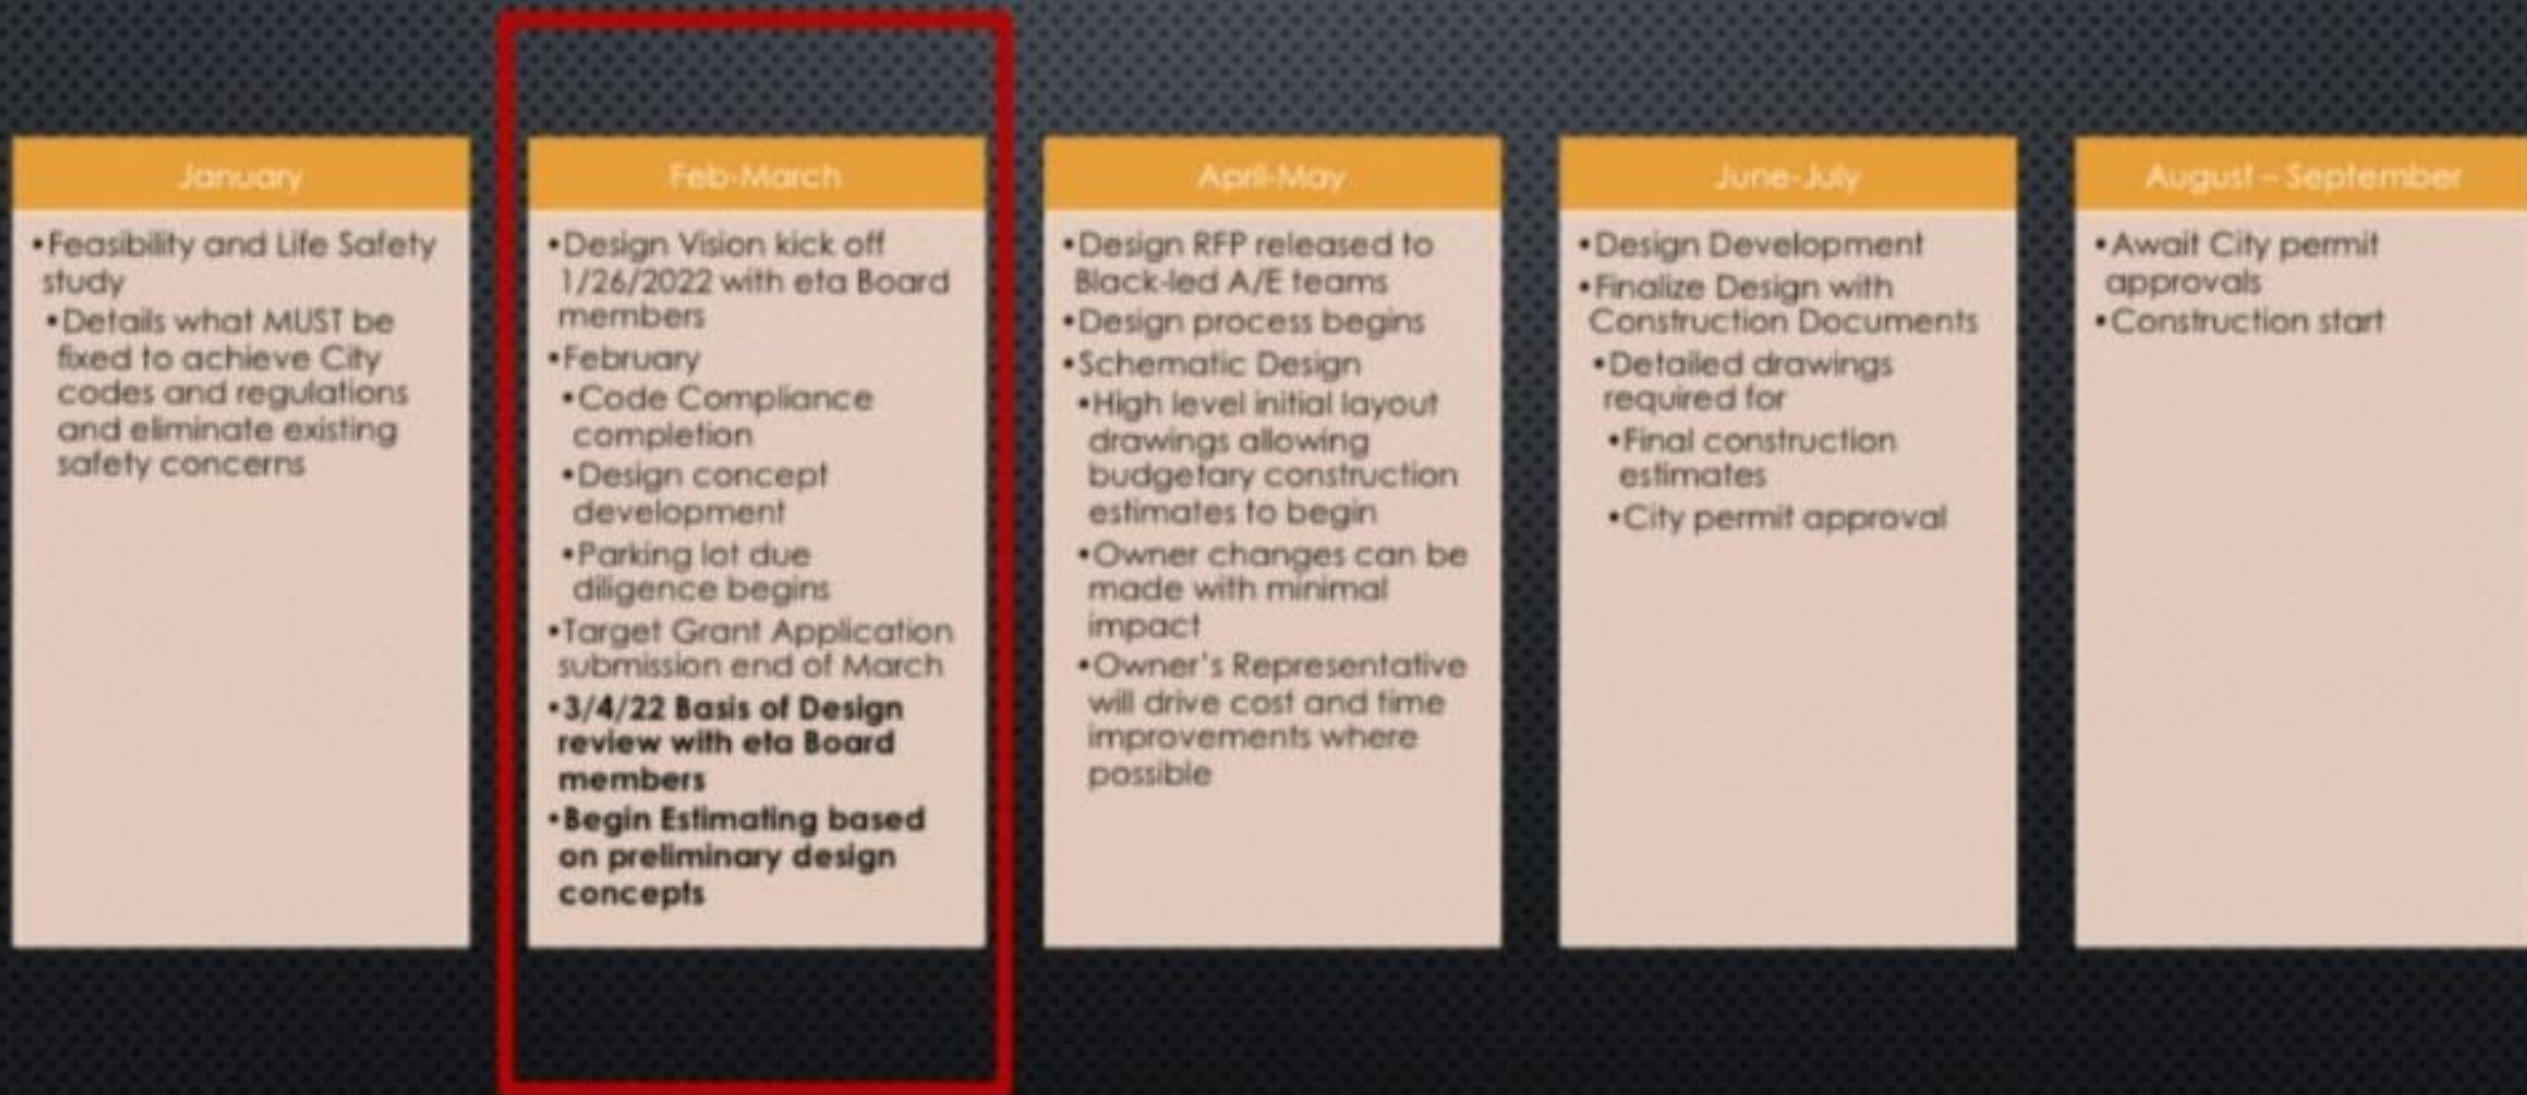 January
•Feasibility and Life Safety
study
•Details what MUST be
fixed to achieve City
codes and regulations
and eliminate existing
safety concerns
Feb-March
•Design Vision kick off
1/26/2022 with eta Board
members
•February
•Code Compliance
completion
•Design concept
development
•Parking lot due
diligence begins
•Target Grant Application
submission end of March
•3/4/22 Basis of Design
review with eta Board
members
•Begin Estimating based
on preliminary design
concepts
April-May
•Design RFP released to
Black-led A/E teams
•Design process begins
•Schematic Design
•High level initial layout
drawings allowing
budgetary construction
estimates to begin
•Owner changes can be
made with minimal
impact
•Owner's Representative
will drive cost and time
improvements where
possible
June-July
•Design Development
•Finalize Design with
Construction Documents
•Detailed drawings
required for
•Final construction
estimates
•City permit approval
August – September
•Await City permit
approvals
•Construction start